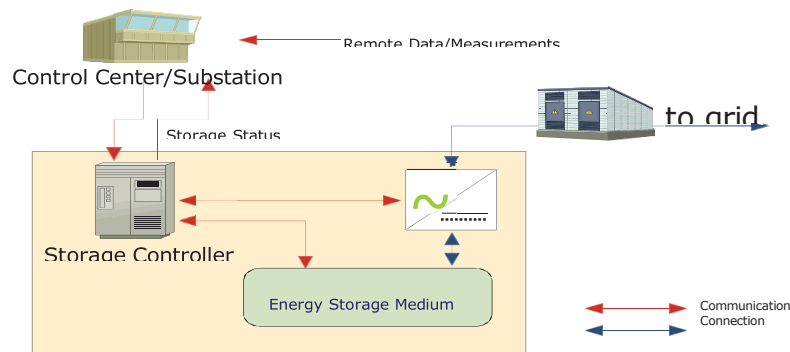 Remote Data/Measurements
Control Center/Substation
to grid
Storage Status
Storage Controller
Energy Storage Medium
Communication
Connection